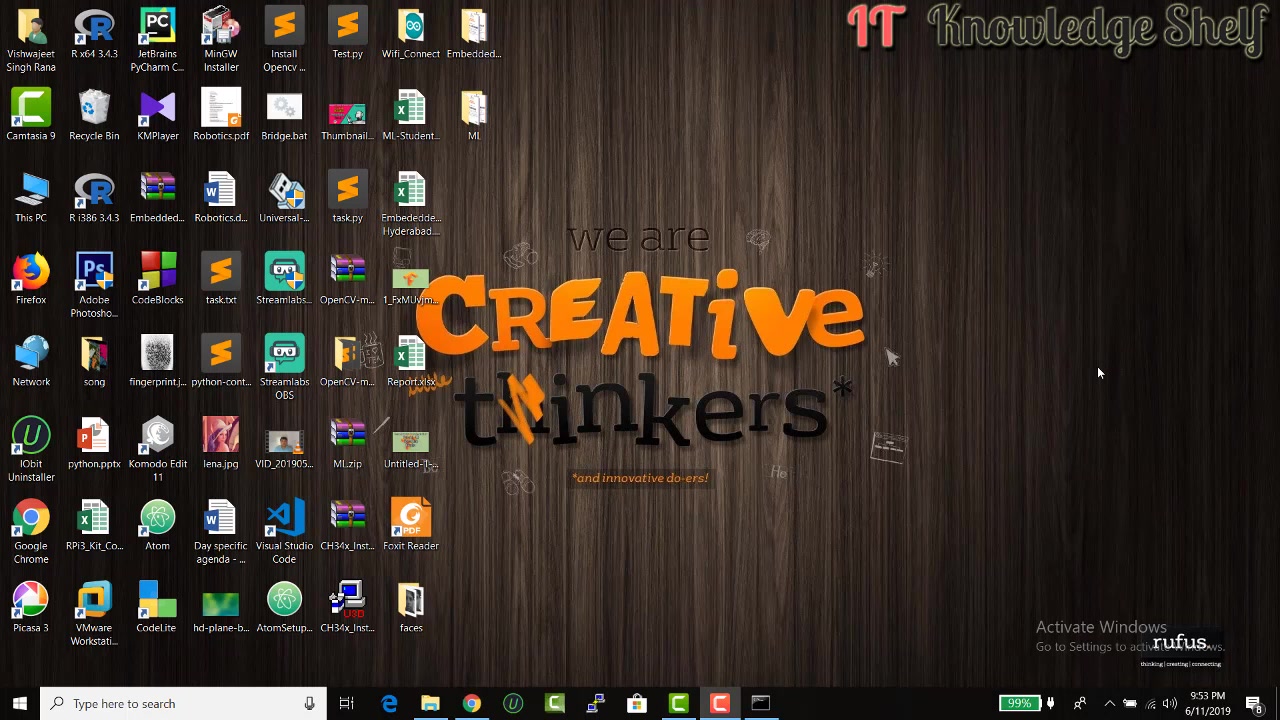 IT Knowledge Shelf
Vishwajeet
Singh Rana
R x64 3.4.3
JetBrains
PyCharm C...
MinGW
Installer
Install
Opencv ...
Test.py
Wifi_Connect
Embedded...
Camtasia 9
Recycle Bin
KMPlayer
Robotics.pdf
Bridge.bat
Thumbnail...
ML-Student...
ML
This PC
R i386 3.4.3
Embedded...
Robotics.d...
Universal-...
task.py
Embededde...
Hyderabad...
Firefox
Adobe
Photosho...
CodeBlocks
task.txt
Streamlabs...
OpenCV-m...
1_FxMUVjm...
Network
song
fingerprint.j...
python-cont...
Streamlabs
OBS
OpenCV-m...
Report.xlsx
IObit
Uninstaller
python.pptx
Komodo Edit
11
lena.jpg
VID_201905...
ML.zip
Untitled-1-...
Google
Chrome
RPi3_Kit_Co...
Atom
Day specific
agenda - ...
Visual Studio
Code
CH34x_Inst...
Foxit Reader
Picasa 3
VMware
Workstati...
CodeLite
hd-plane-b...
AtomSetup...
CH34x_Inst...
faces
we are
CREATiVe
thinkers*
*and innovative do-ers!
Activate Windows
Go to Settings to activate Windows.
rufus.
thinking | creating | connecting
Type here to search
99%
9:53 PM
6/11/2019